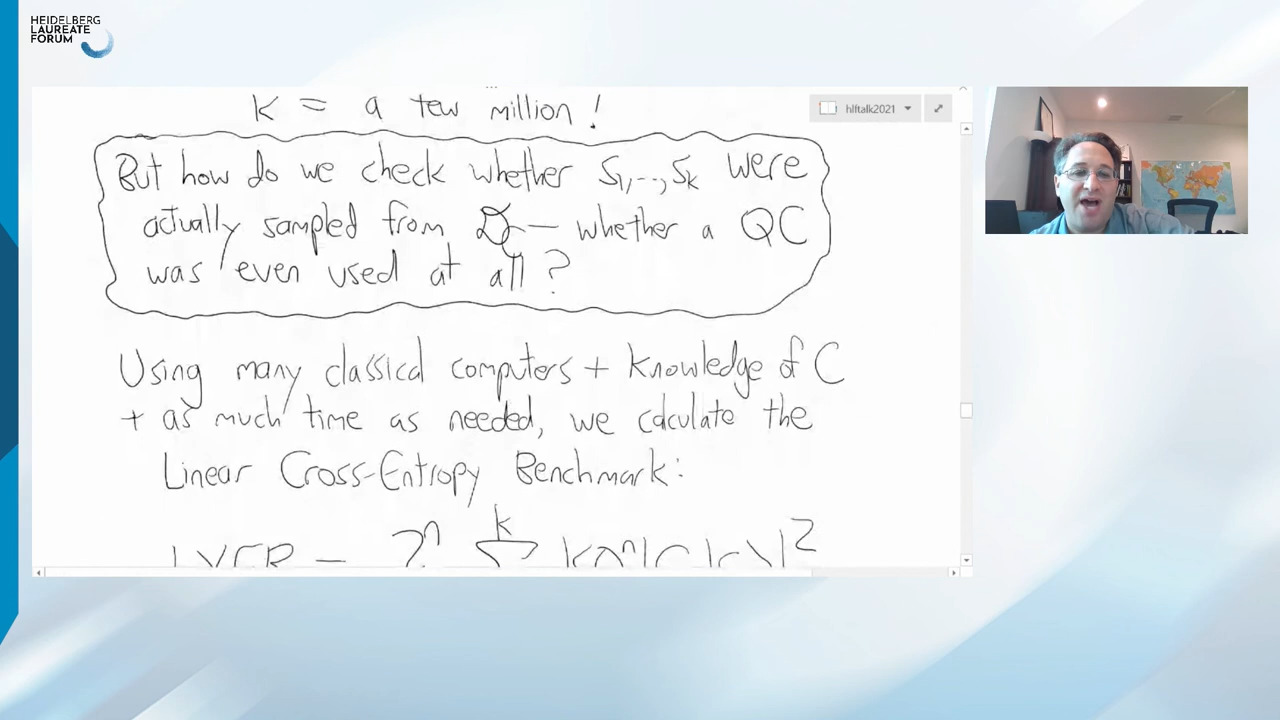 HEIDELBERG
LAUREATE
FORUM
hlftalk2021
K = a few million!
But how do we check whether S₁,...,Sₖ were
actually sampled from D — whether a QC
was even used at all?
Using many classical computers + knowledge of C
+ as much time as needed, we calculate the
Linear Cross-Entropy Benchmark: